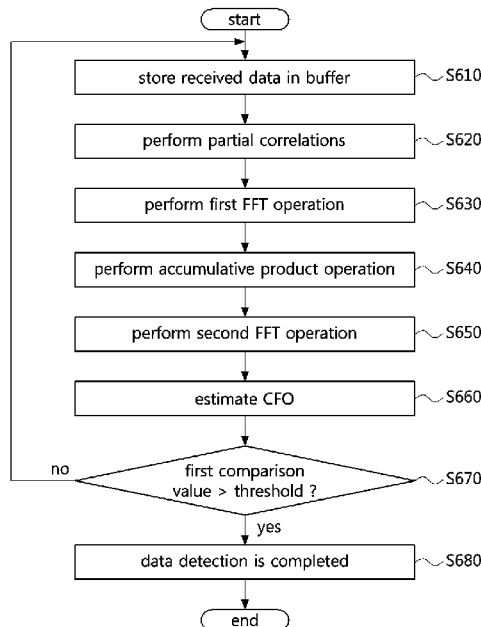 start
store received data in buffer
S610
perform partial correlations
S620
perform first FFT operation
S630
perform accumulative product operation
S640
perform second FFT operation
S650
estimate CFO
S660
no
first comparison
value > threshold ?
S670
yes
data detection is completed
S680
end